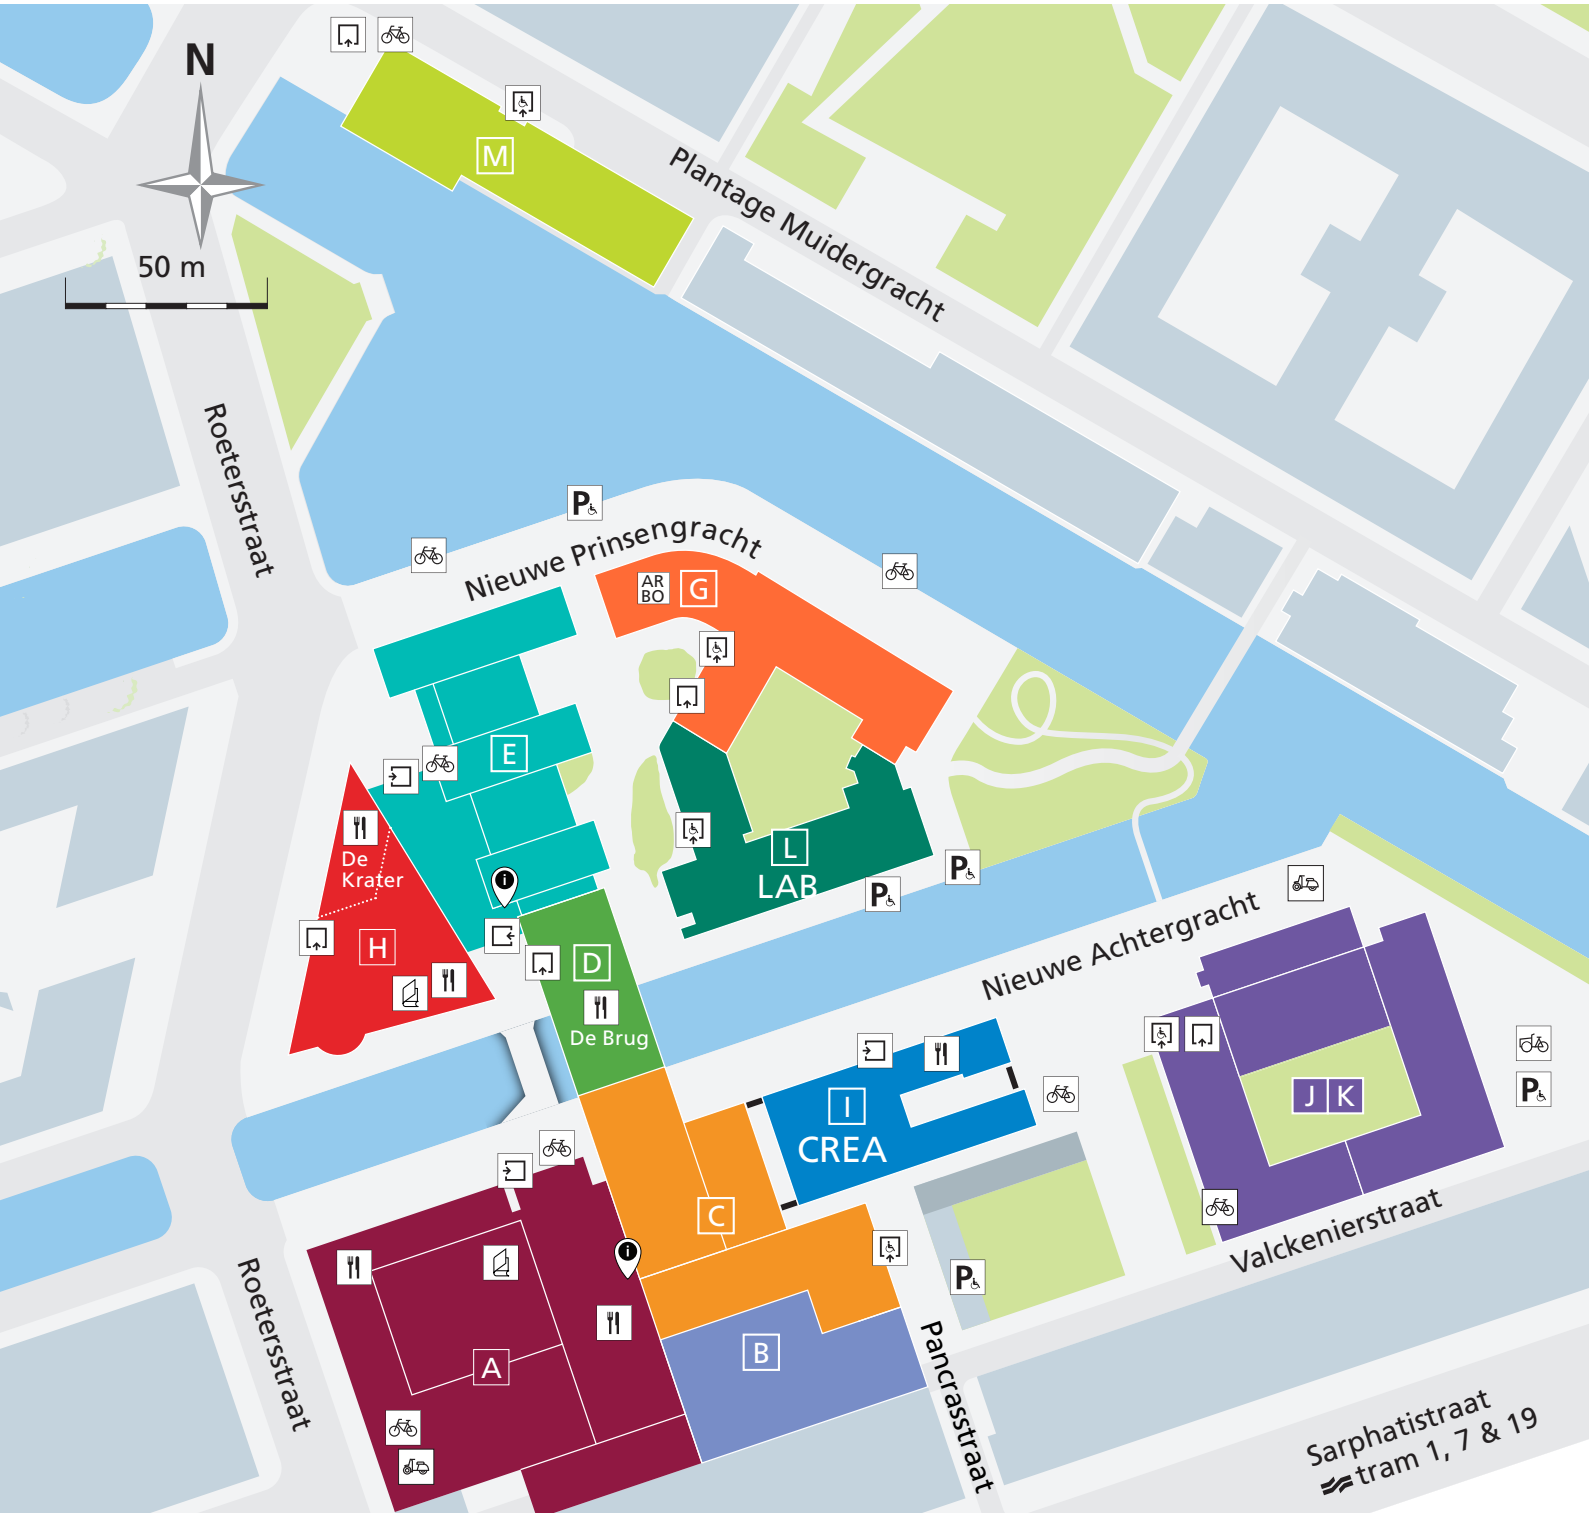 N
50 m
M
Plantage Muidergracht
Roetersstraat
P
Nieuwe Prinsengracht
AR
BO
G
E
De
Krater
i
L
LAB
P
P
H
D
De Brug
Nieuwe Achtergracht
I
CREA
J K
P
C
i
P
Valckenierstraat
Roetersstraat
A
B
Pancrasstraat
Sarphatistraat
tram 1, 7 & 19